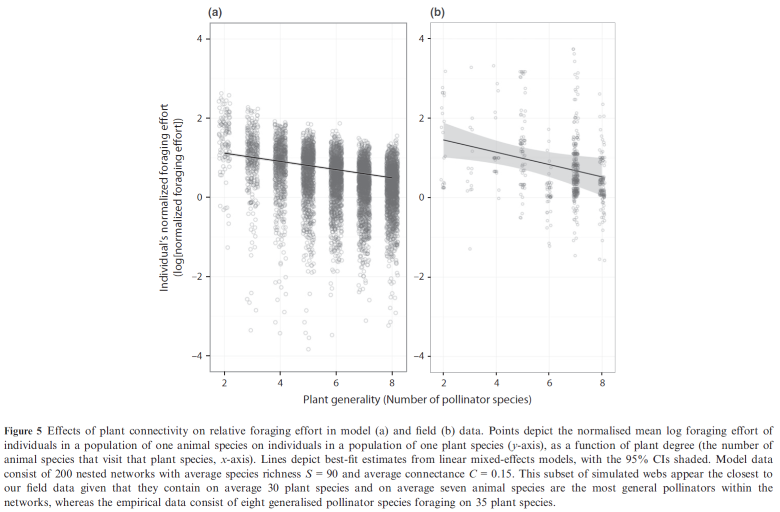 (a)
(b)
4
2
0
−2
−4
4
2
0
−2
−4
Individual's normalized foraging effort
(log[normalized foraging effort])
2 4 6 8
2 4 6 8
Plant generality (Number of pollinator species)
Figure 5 Effects of plant connectivity on relative foraging effort in model (a) and field (b) data. Points depict the normalised mean log foraging effort of
individuals in a population of one animal species on individuals in a population of one plant species (y-axis), as a function of plant degree (the number of
animal species that visit that plant species, x-axis). Lines depict best-fit estimates from linear mixed-effects models, with the 95% CIs shaded. Model data
consist of 200 nested networks with average species richness S = 90 and average connectance C = 0.15. This subset of simulated webs appear the closest to
our field data given that they contain on average 30 plant species and on average seven animal species are the most general pollinators within the
networks, whereas the empirical data consist of eight generalised pollinator species foraging on 35 plant species.